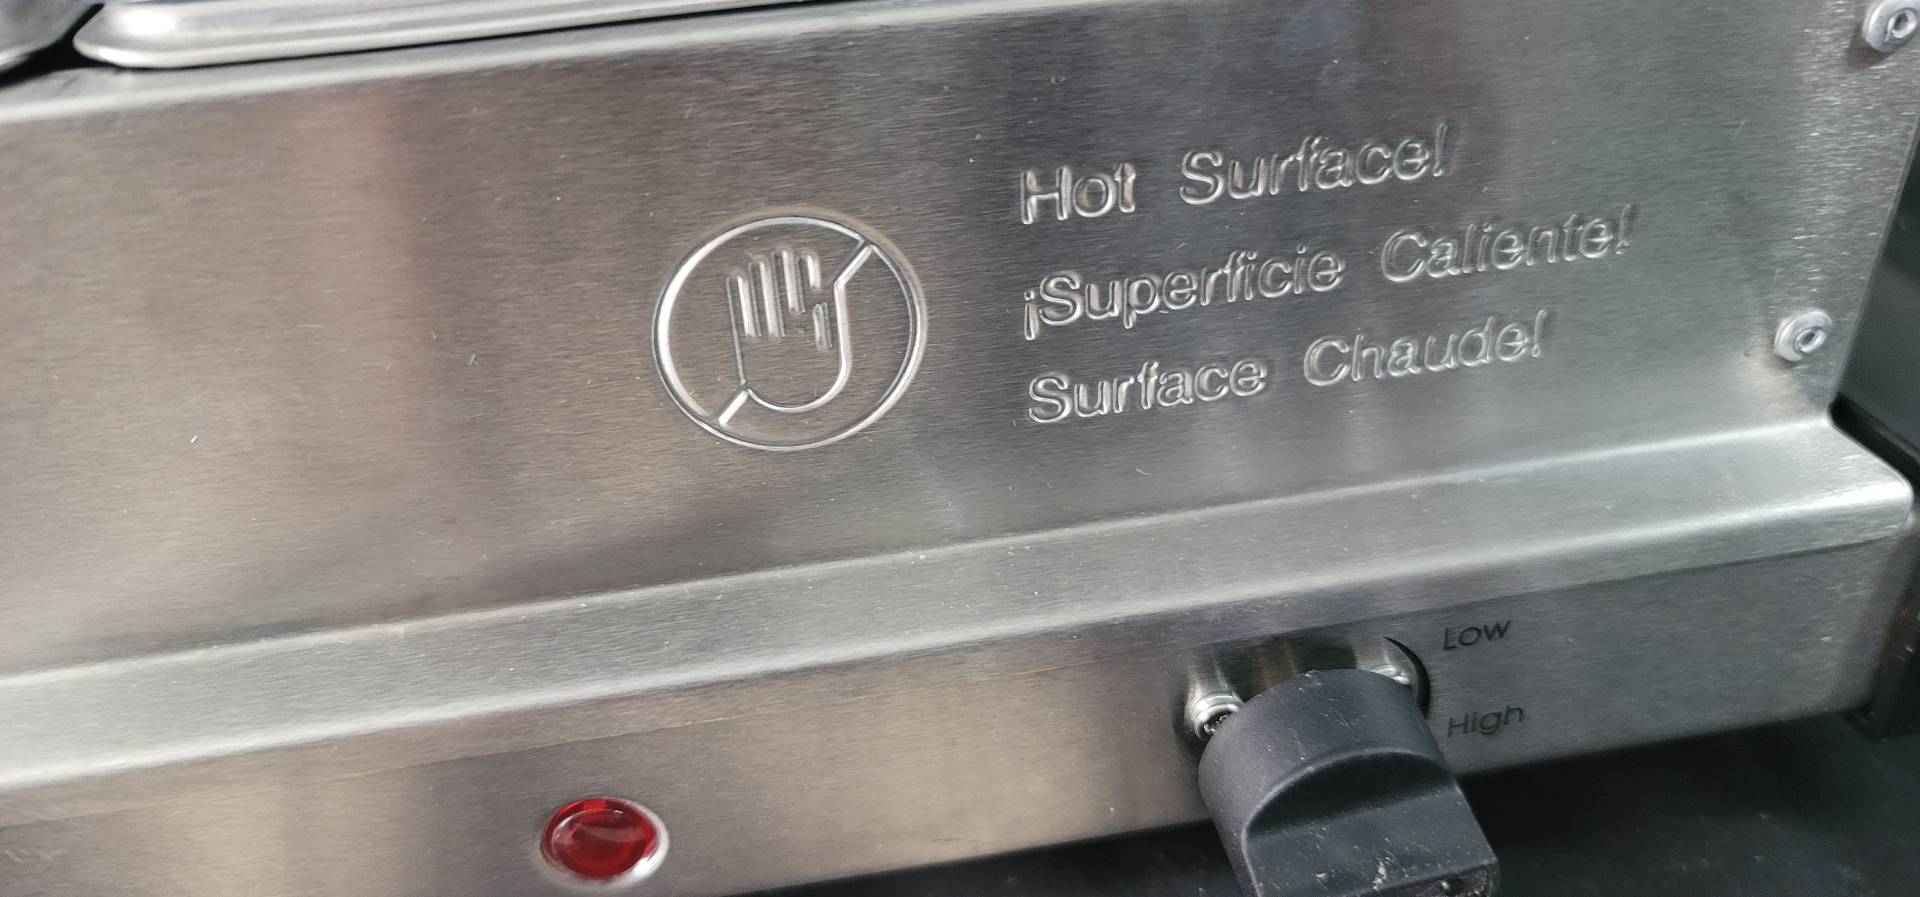 Hot Surface!
¡Superficie Caliente!
Surface Chaude!
Low
High